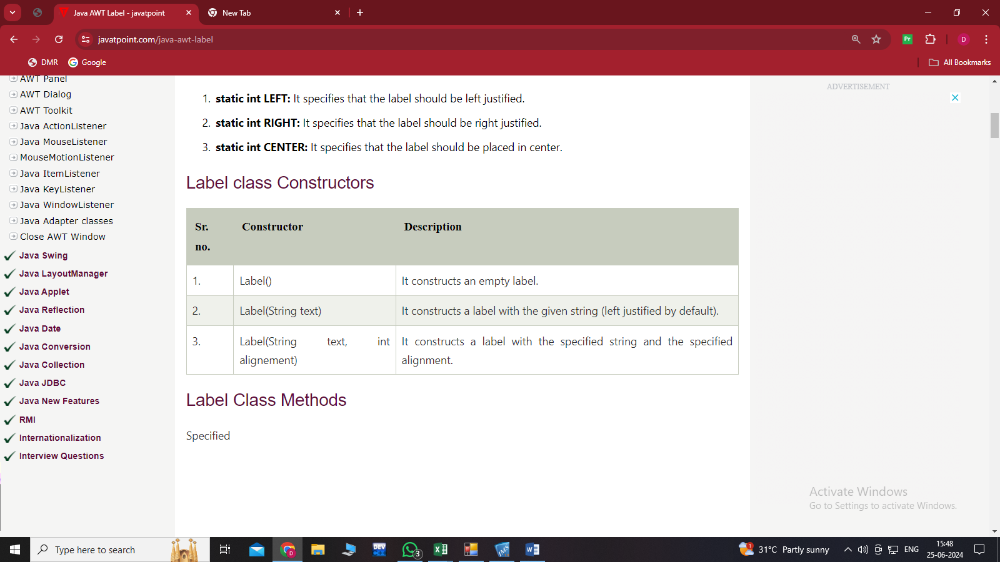 Java AWT Label - javatpoint
New Tab
javatpoint.com/java-awt-label
Pr
D
DMR
Google
All Bookmarks
AWT Panel
AWT Dialog
AWT Toolkit
Java ActionListener
Java MouseListener
MouseMotionListener
Java ItemListener
Java KeyListener
Java WindowListener
Java Adapter classes
Close AWT Window
Java Swing
Java LayoutManager
Java Applet
Java Reflection
Java Date
Java Conversion
Java Collection
Java JDBC
Java New Features
RMI
Internationalization
Interview Questions
1. static int LEFT: It specifies that the label should be left justified.
2. static int RIGHT: It specifies that the label should be right justified.
3. static int CENTER: It specifies that the label should be placed in center.
Label class Constructors
Sr. no. Constructor Description
1. Label() It constructs an empty label.
2. Label(String text) It constructs a label with the given string (left justified by default).
3. Label(String text, int It constructs a label with the specified string and the specified
alignement) alignment.
Label Class Methods
Specified
ADVERTISEMENT
Activate Windows
Go to Settings to activate Windows.
Type here to search
D
DEV
3
IMS
1
31°C Partly sunny
ENG
15:48
25-06-2024